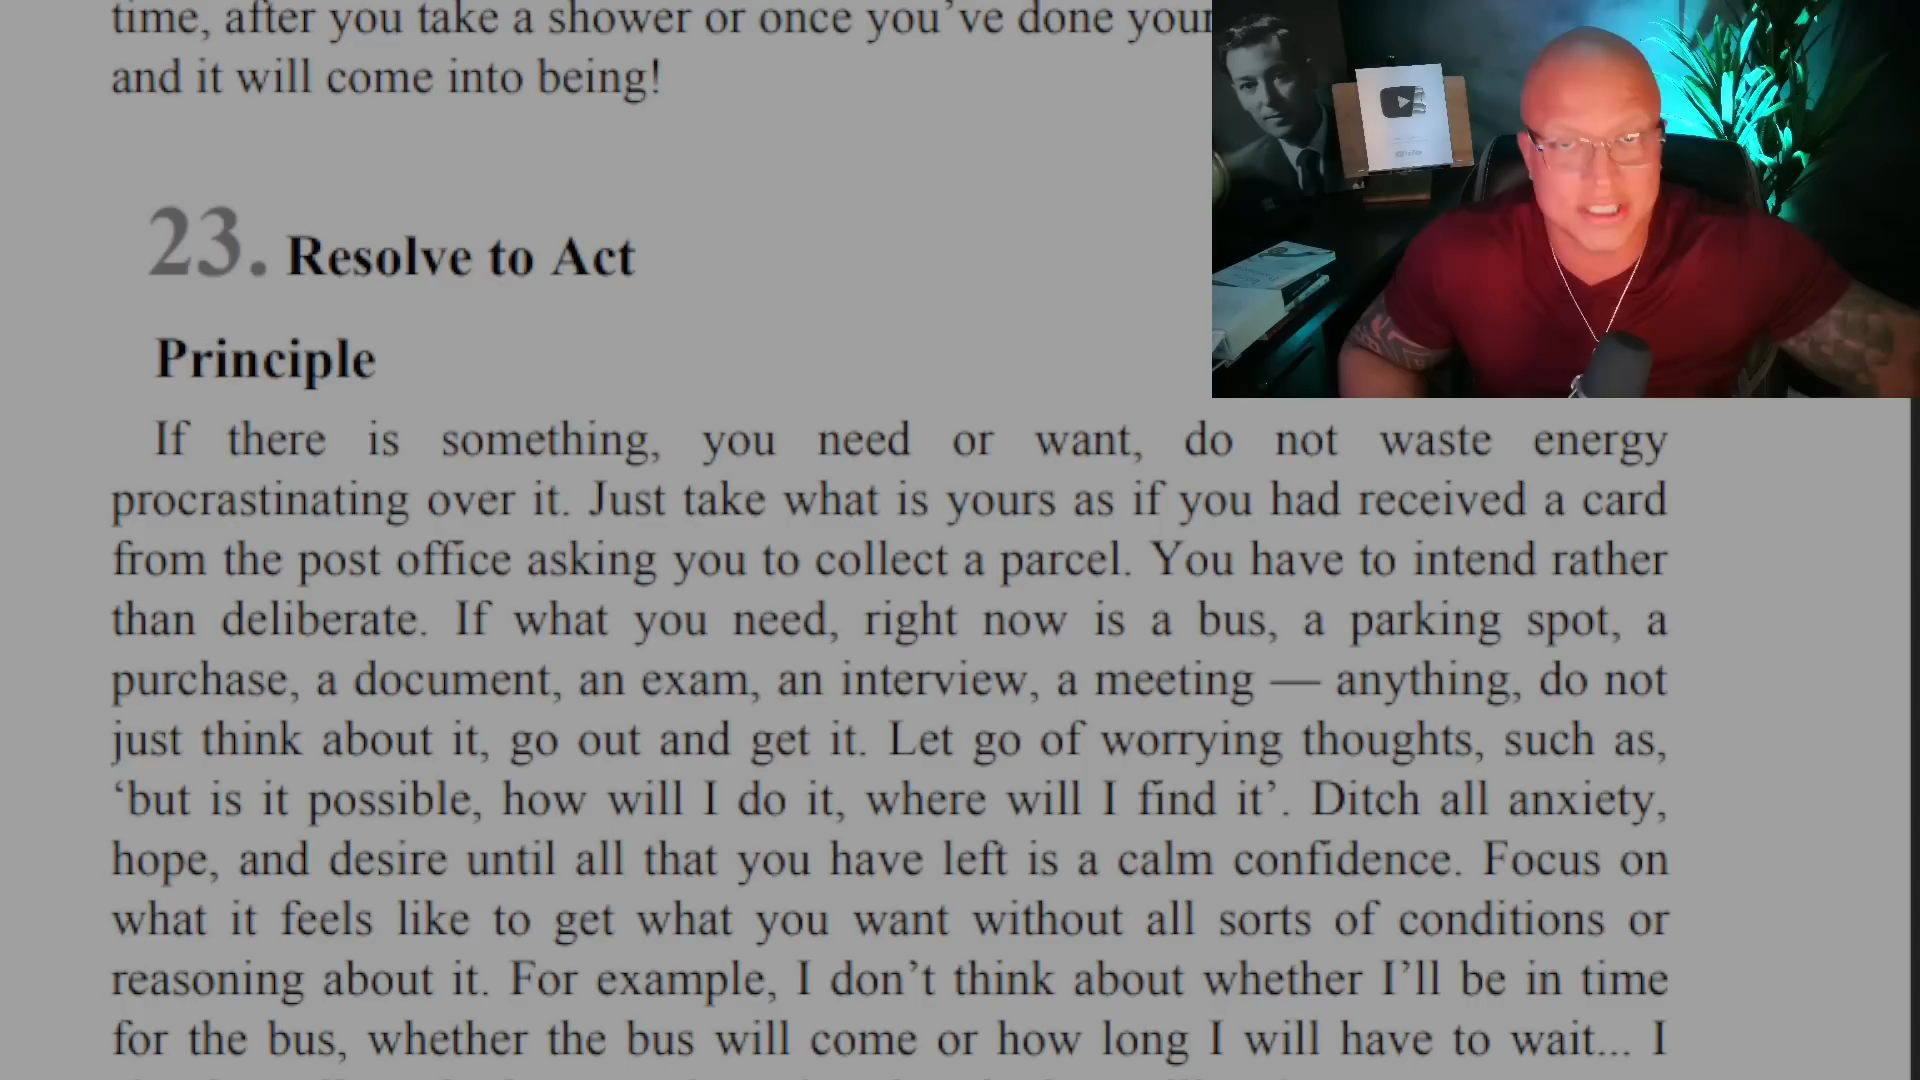 time, after you take a shower or once you’ve done your
and it will come into being!
23. Resolve to Act
Principle
If there is something, you need or want, do not waste energy
procrastinating over it. Just take what is yours as if you had received a card
from the post office asking you to collect a parcel. You have to intend rather
than deliberate. If what you need, right now is a bus, a parking spot, a
purchase, a document, an exam, an interview, a meeting — anything, do not
just think about it, go out and get it. Let go of worrying thoughts, such as,
‘but is it possible, how will I do it, where will I find it’. Ditch all anxiety,
hope, and desire until all that you have left is a calm confidence. Focus on
what it feels like to get what you want without all sorts of conditions or
reasoning about it. For example, I don’t think about whether I’ll be in time
for the bus, whether the bus will come or how long I will have to wait... I